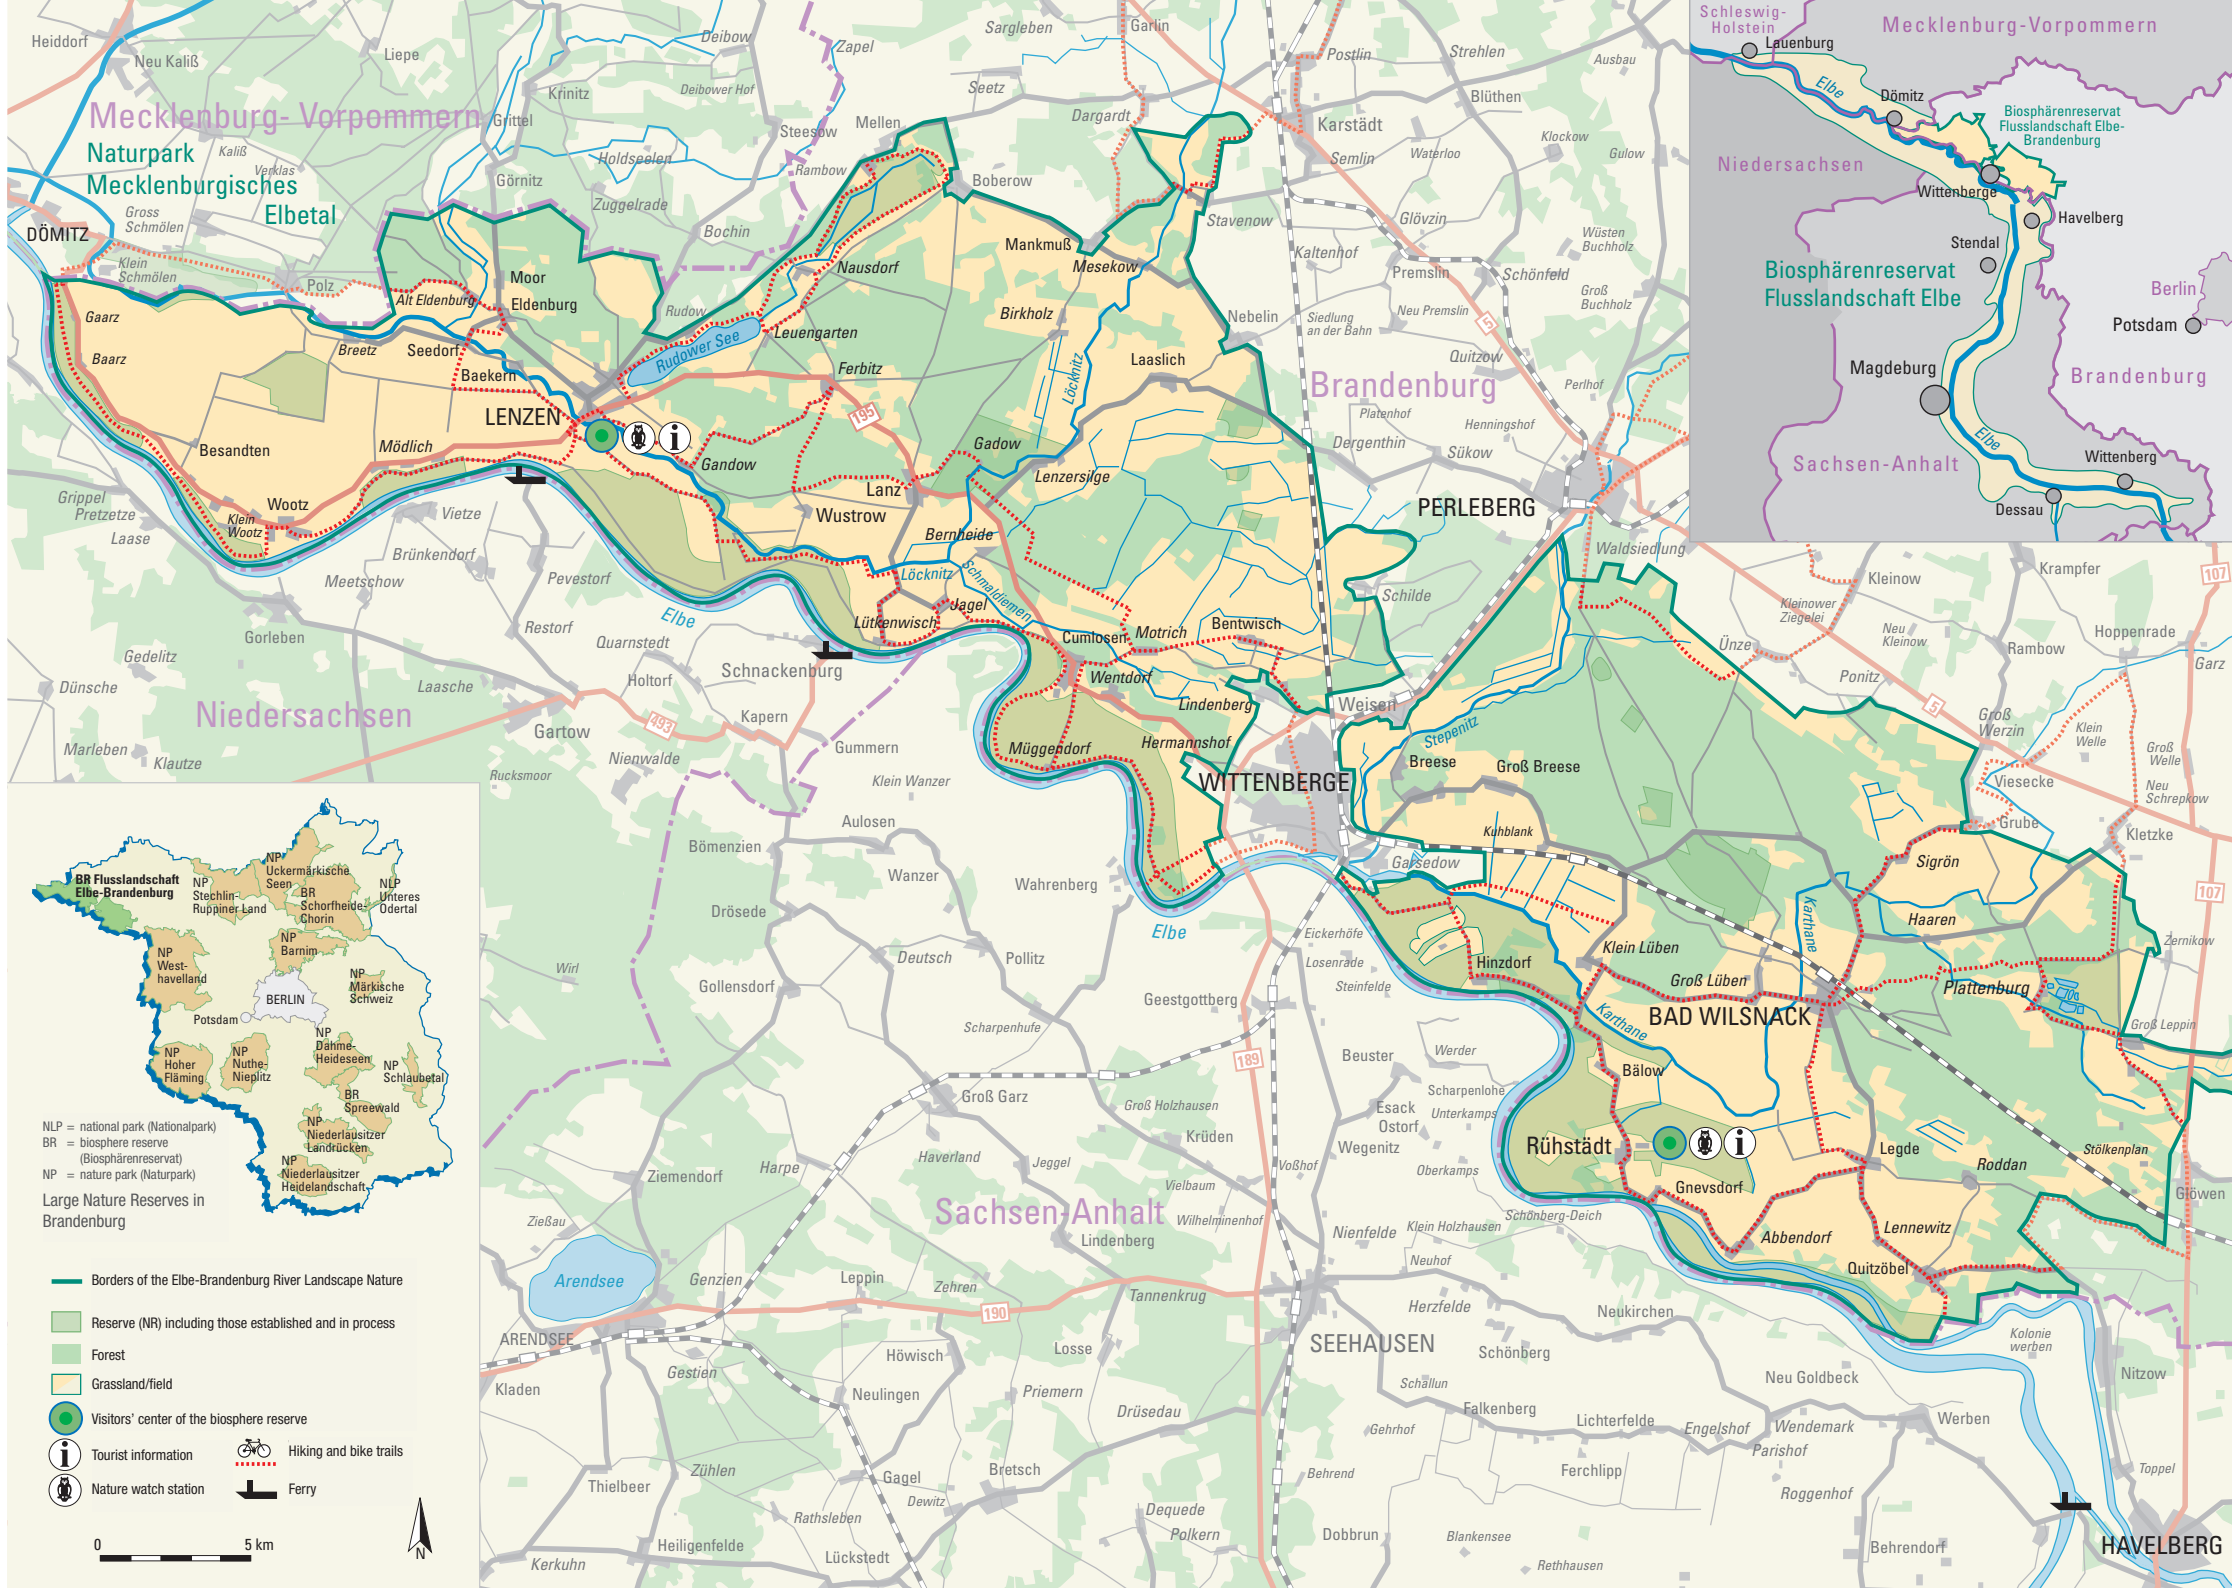 Heiddorf
Neu Kaliß
Liepe
Deibow
Zapel
Sargleben
Garlin
Postlin
Strehlen
Ausbau
Krinitz
Deibower Hof
Seetz
Blüthen
Mecklenburg- Vorpommern
Grittel
Steesow
Mellen
Dargardt
Karstädt
Klockow
Naturpark
Mecklenburgisches
Elbetal
Kaliß
Verklas
Holdseelen
Rambow
Semlin
Waterloo
Gulow
Görnitz
Boberow
Gross
Schmölen
Zuggelrade
Stavenow
Glövzin
DÖMITZ
Bochin
Mankmuß
Kaltenhof
Wüsten
Buchholz
Klein
Schmölen
Polz
Moor
Nausdorf
Mesekow
Premslin
Schönfeld
Alt Eldenburg
Eldenburg
Rudow
Groß
Buchholz
Gaarz
Birkholz
Nebelin
Siedlung
an der Bahn
Neu Premslin
5
Leuengarten
Rudower See
Breetz
Seedorf
Baarz
Laaslich
Quitzow
Baekern
Ferbitz
Löcknitz
Brandenburg
Perlhof
LENZEN
195
Platenhof
Henningshof
Besandten
Mödlich
Gadow
Dergenthin
Sükow
Gandow
Lenzersilge
Grippel
Pretzetze
Laase
Wootz
Klein
Wootz
Vietze
Lanz
Wustrow
PERLEBERG
Bernheide
Brünkendorf
Waldsiedlung
Meetschow
Pevestorf
Löcknitz
Schmaldiemen
Schilde
Kleinow
Krampfer
107
Elbe
Jagel
Lütkenwisch
Kleinower
Ziegelei
Gorleben
Restorf
Quarnstedt
Cumlosen
Motrich
Bentwisch
Neu
Kleinow
Hoppenrade
Gedelitz
Schnackenburg
Ünze
Rambow
Garz
Dünsche
Laasche
Holtorf
Wentdorf
Ponitz
Niedersachsen
Gartow
493
Kapern
Lindenberg
Weisen
5
Groß
Werzin
Klein
Welle
Marleben
Klautze
Nienwalde
Gummern
Müggendorf
Hermannshof
Stepenitz
Groß
Welle
Rucksmoor
Klein Wanzer
WITTENBERGE
Breese
Groß Breese
Viesecke
Neu
Schrepkow
Aulosen
Kuhblank
Grube
Kletzke
Bömenzien
Wanzer
Wahrenberg
Garsedow
Sigrön
107
Drösede
Elbe
Eickerhöfe
Karthane
Haaren
Deutsch
Pollitz
Losenrade
Klein Lüben
Zernikow
Wirl
Gollensdorf
Steinfelde
Hinzdorf
Groß Lüben
Plattenburg
Geestgottberg
BAD WILSNACK
Scharpenhufe
Karthane
Groß Leppin
189
Beuster
Werder
Bälow
Groß Garz
Scharpenlohe
Groß Holzhausen
Esack
Ostorf
Unterkamps
Krüden
Wegenitz
Rühstädt
Legde
Stölkenplan
Haverland
Jeggel
Harpe
Ziemendorf
Voßhof
Oberkamps
Roddan
Vielbaum
Gnevsdorf
Glöwen
Sachsen-Anhalt
Wilhelminenhof
Zießau
Lindenberg
Nienfelde
Klein Holzhausen
Schönberg-Deich
Lennewitz
Abbendorf
Neuhof
Quitzöbel
Arendsee
Genzien
Leppin
Zehren
Tannenkrug
Herzfelde
Neukirchen
190
ARENDSEE
SEEHAUSEN
Kolonie
werben
Höwisch
Losse
Schönberg
Gestien
Nitzow
Kladen
Neulingen
Priemern
Schallun
Neu Goldbeck
Drüsedau
Falkenberg
Lichterfelde
Engelshof
Wendemark
Werben
Gehrhof
Parishof
Zühlen
Gagel
Bretsch
Behrend
Ferchlipp
Toppel
Thielbeer
Dewitz
Roggenhof
Rathsleben
Dequede
Polkern
Dobbrun
Blankensee
HAVELBERG
Heiligenfelde
Lückstedt
Kerkuhn
Rethhausen
Behrendorf
Schleswig-
Holstein
Mecklenburg-Vorpommern
Lauenburg
Elbe
Dömitz
Biosphärenreservat
Flusslandschaft Elbe-
Brandenburg
Niedersachsen
Wittenberge
Havelberg
Stendal
Biosphärenreservat
Flusslandschaft Elbe
Berlin
Potsdam
Magdeburg
Brandenburg
Elbe
Sachsen-Anhalt
Wittenberg
Dessau
BR Flusslandschaft
Elbe-Brandenburg
NP
Stechlin-
Ruppiner Land
NP
Uckermärkische
Seen
BR
Schorfheide-
Chorin
NLP
Unteres
Odertal
NP
West-
havelland
NP
Barnim
NP
Märkische
Schweiz
BERLIN
Potsdam
NP
Hoher
Fläming
NP
Nuthe-
Nieplitz
NP
Dahme-
Heideseen
NP
Schlaubetal
BR
Spreewald
NP
Niederlausitzer
Landrücken
NP
Niederlausitzer
Heidelandschaft
NLP = national park (Nationalpark)
BR = biosphere reserve
(Biosphärenreservat)
NP = nature park (Naturpark)
Large Nature Reserves in
Brandenburg
Borders of the Elbe-Brandenburg River Landscape Nature
Reserve (NR) including those established and in process
Forest
Grassland/field
Visitors' center of the biosphere reserve
i Tourist information
Hiking and bike trails
Nature watch station
Ferry
0 5 km
N